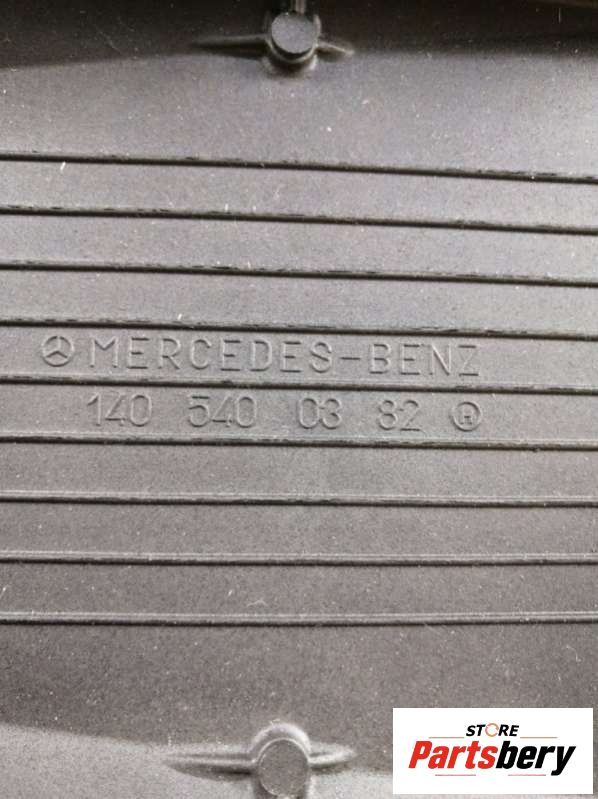 MERCEDES-BENZ
140 540 03 82 H
STORE
Partsbery